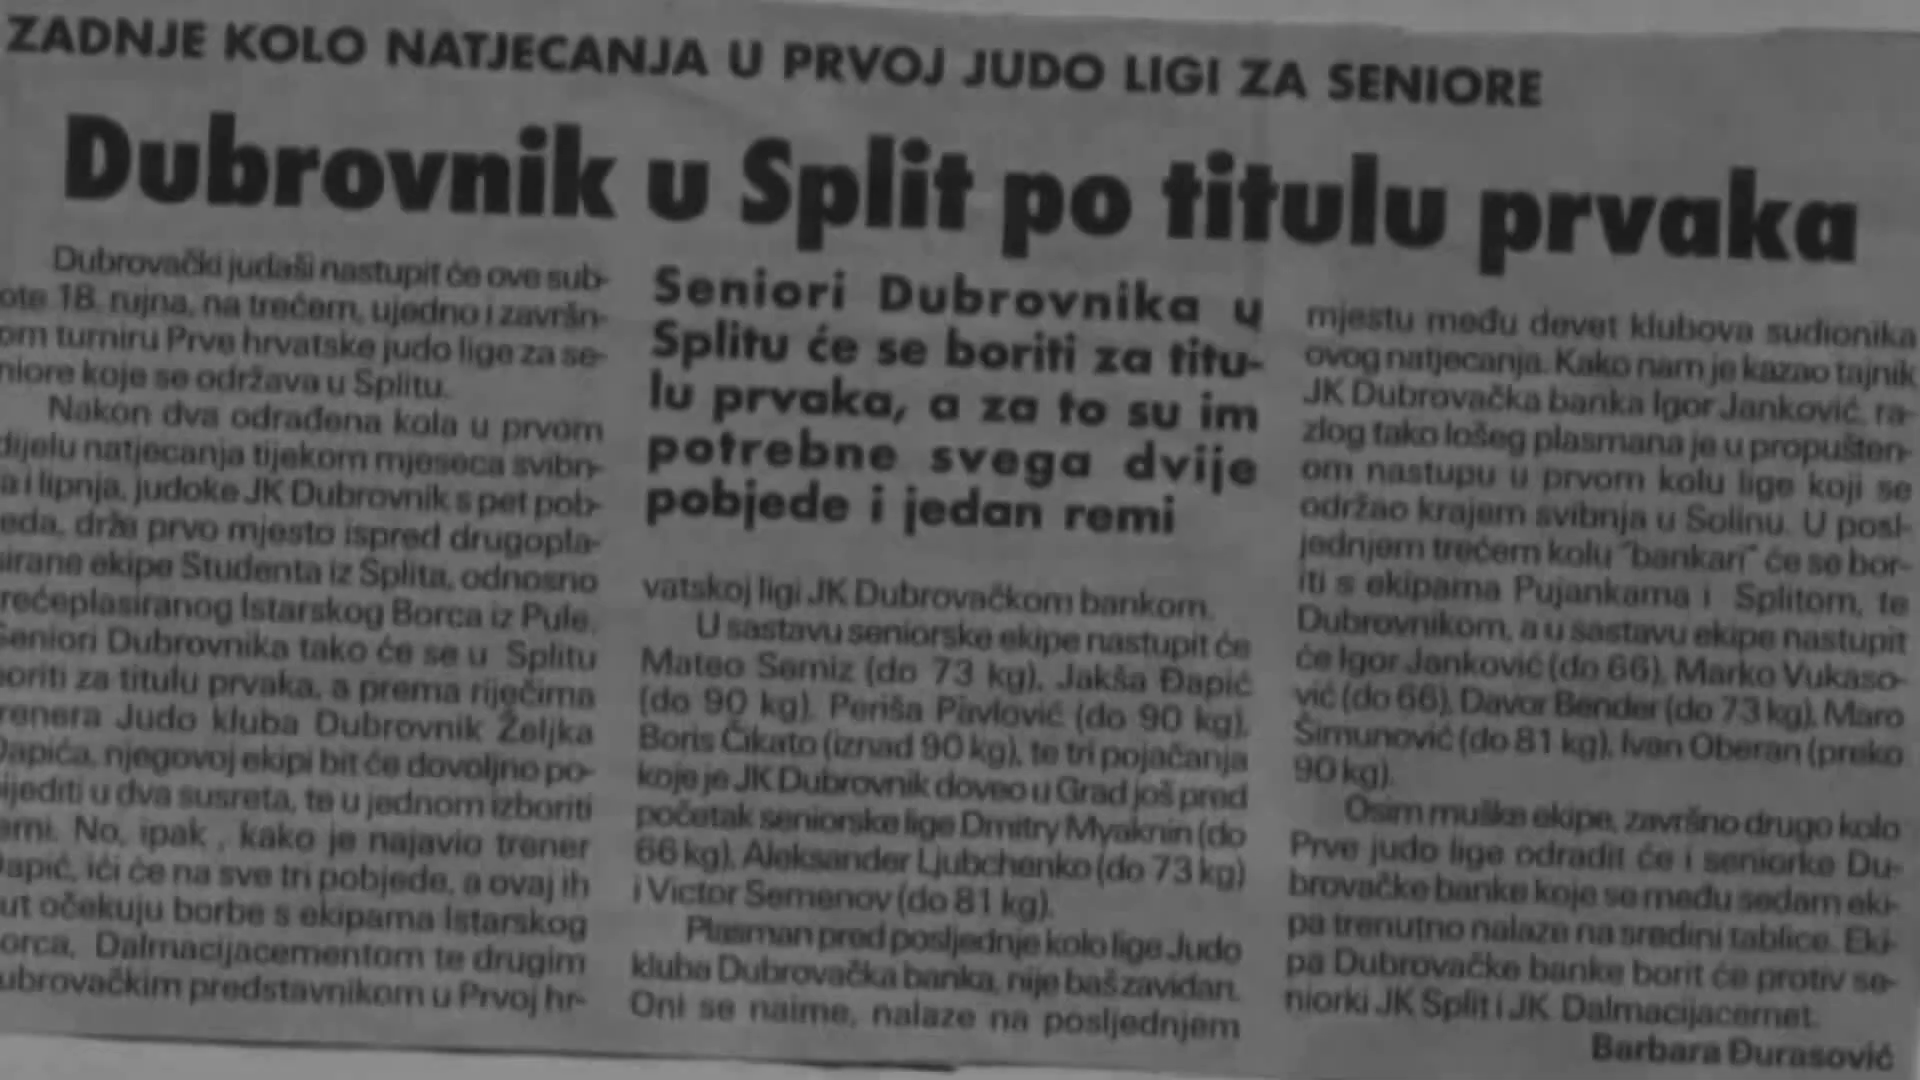 ZADNJE KOLO NATJECANJA U PRVOJ JUDO LIGI ZA SENIORE
Dubrovnik u Split po titulu prvaka
Dubrovački judaši nastupit će ove sub-
ote 18. rujna, na trećem, ujedno i završn-
om turniru Prve hrvatske judo lige za se-
niore koje se održava u Splitu.
Nakon dva odrađena kola u prvom
dijelu natjecanja tijekom mjeseca svibn-
a i lipnja, judoke JK Dubrovnik s pet pob-
eda, drže prvo mjesto ispred drugopla-
sirane ekipe Studenta iz Splita, odnosno
rećeplasiranog Istarskog Borca iz Pule.
Seniori Dubrovnika tako će se u Splitu
boriti za titulu prvaka, a prema riječima
renera Judo kluba Dubrovnik Željka
Đapića, njegovoj ekipi bit će dovoljno po-
ijediti u dva susreta, te u jednom izboriti
emi. No, ipak , kako je najavio trener
Đapić, ići će na sve tri pobjede, a ovaj ih
ut očekuju borbe s ekipama Istarskog
orca, Dalmacijacementom te drugim
ubrovačkim predstavnikom u Prvoj hr-
Seniori Dubrovnika u
Splitu će se boriti za titu-
lu prvaka, a za to su im
potrebne svega dvije
pobjede i jedan remi
vatskoj ligi JK Dubrovačkom bankom.
U sastavu seniorske ekipe nastupit će
Mateo Semiz (do 73 kg), Jakša Đapić
(do 90 kg), Periša Pavlović (do 90 kg),
Boris Čikato (iznad 90 kg), te tri pojačanja
koje je JK Dubrovnik doveo u Grad još pred
početak seniorske lige Dmitry Myaknin (do
66 kg), Aleksander Ljubchenko (do 73 kg)
i Victor Semenov (do 81 kg).
Plasman pred posljednje kolo lige Judo
kluba Dubrovačka banka, nije baš zavidan.
Oni se naime, nalaze na posljednjem
mjestu među devet klubova sudionika
ovog natjecanja. Kako nam je kazao tajnik
JK Dubrovačka banka Igor Janković, ra-
zlog tako lošeg plasmana je u propušten-
om nastupu u prvom kolu lige koji se
održao krajem svibnja u Solinu. U posl-
jednjem trećem kolu "bankari" će se bor-
iti s ekipama Pujankama i Splitom, te
Dubrovnikom, a u sastavu ekipe nastupit
će Igor Janković (do 66), Marko Vukaso-
vić (do 66), Davor Bender (do 73 kg), Maro
Šimunović (do 81 kg), Ivan Oberan (preko
90 kg).
Osim muške ekipe, završno drugo kolo
Prve judo lige odradit će i seniorke Du-
brovačke banke koje se među sedam eki-
pa trenutno nalaze na sredini tablice. Eki-
pa Dubrovačke banke borit će protiv se-
niorki JK Split i JK Dalmacijacemet.
Barbara Đurasović